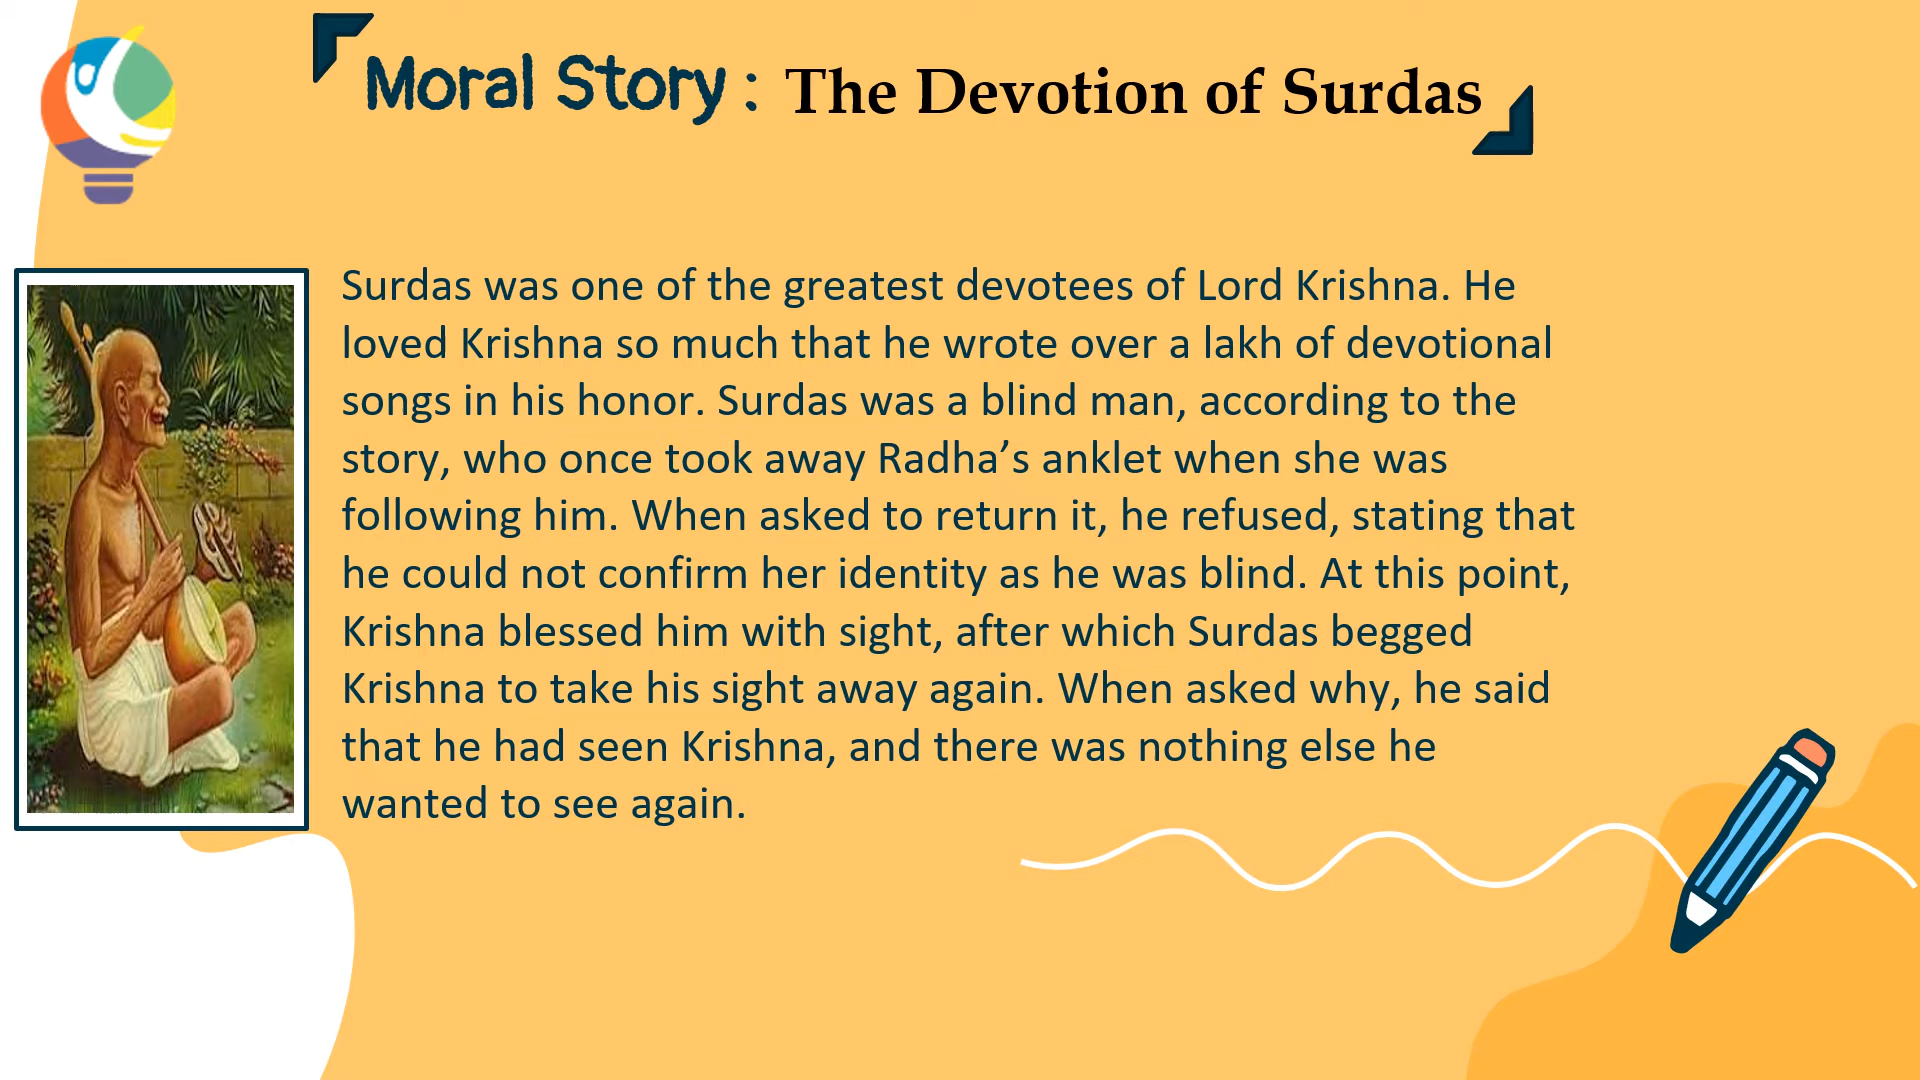 Moral Story : The Devotion of Surdas
Surdas was one of the greatest devotees of Lord Krishna. He
loved Krishna so much that he wrote over a lakh of devotional
songs in his honor. Surdas was a blind man, according to the
story, who once took away Radha’s anklet when she was
following him. When asked to return it, he refused, stating that
he could not confirm her identity as he was blind. At this point,
Krishna blessed him with sight, after which Surdas begged
Krishna to take his sight away again. When asked why, he said
that he had seen Krishna, and there was nothing else he
wanted to see again.